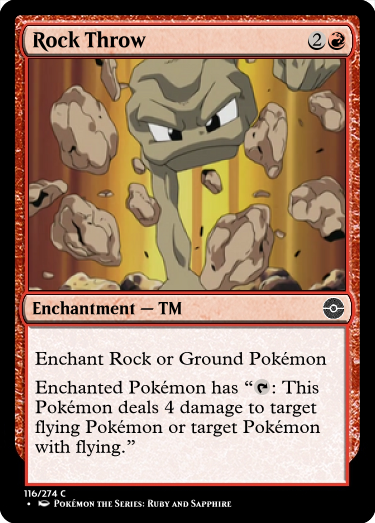 Rock Throw 2
Enchantment — TM
Enchant Rock or Ground Pokémon
Enchanted Pokémon has “: This
Pokémon deals 4 damage to target
flying Pokémon or target Pokémon
with flying.”
116/274 C
• Pokémon the Series: Ruby and Sapphire